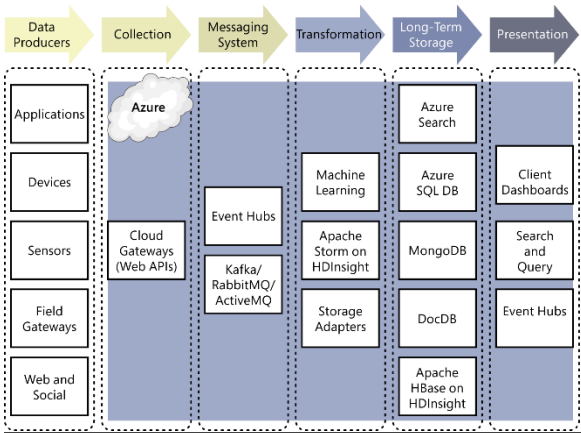 Data
Producers
Collection
Messaging
System
Transformation
Long-Term
Storage
Presentation
Applications
Devices
Sensors
Field
Gateways
Web and
Social
Azure
Cloud
Gateways
(Web APIs)
Event Hubs
Kafka/
RabbitMQ/
ActiveMQ
Machine
Learning
Apache
Storm on
HDInsight
Storage
Adapters
Azure
Search
Azure
SQL DB
MongoDB
DocDB
Apache
HBase on
HDInsight
Client
Dashboards
Search
and
Query
Event Hubs